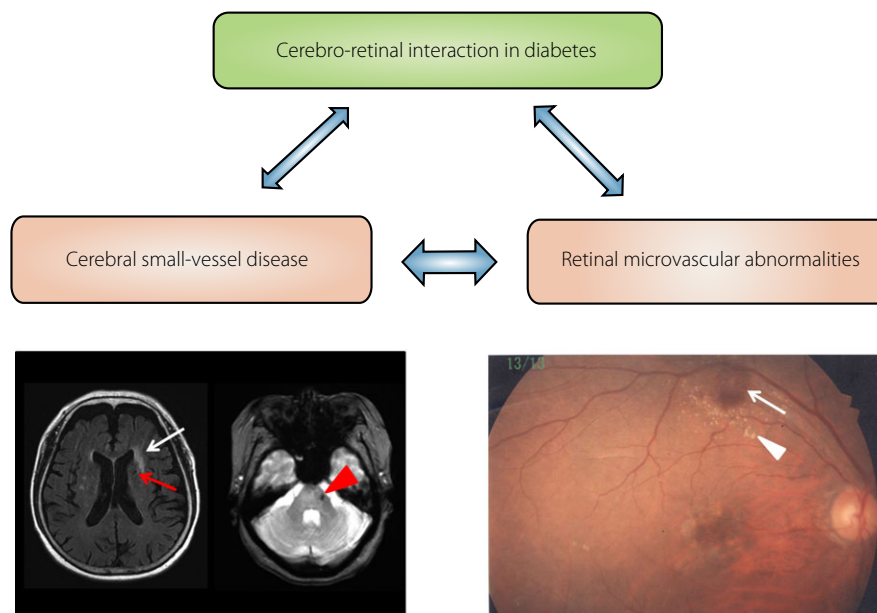 Cerebro-retinal interaction in diabetes
Cerebral small-vessel disease
Retinal microvascular abnormalities
13/13